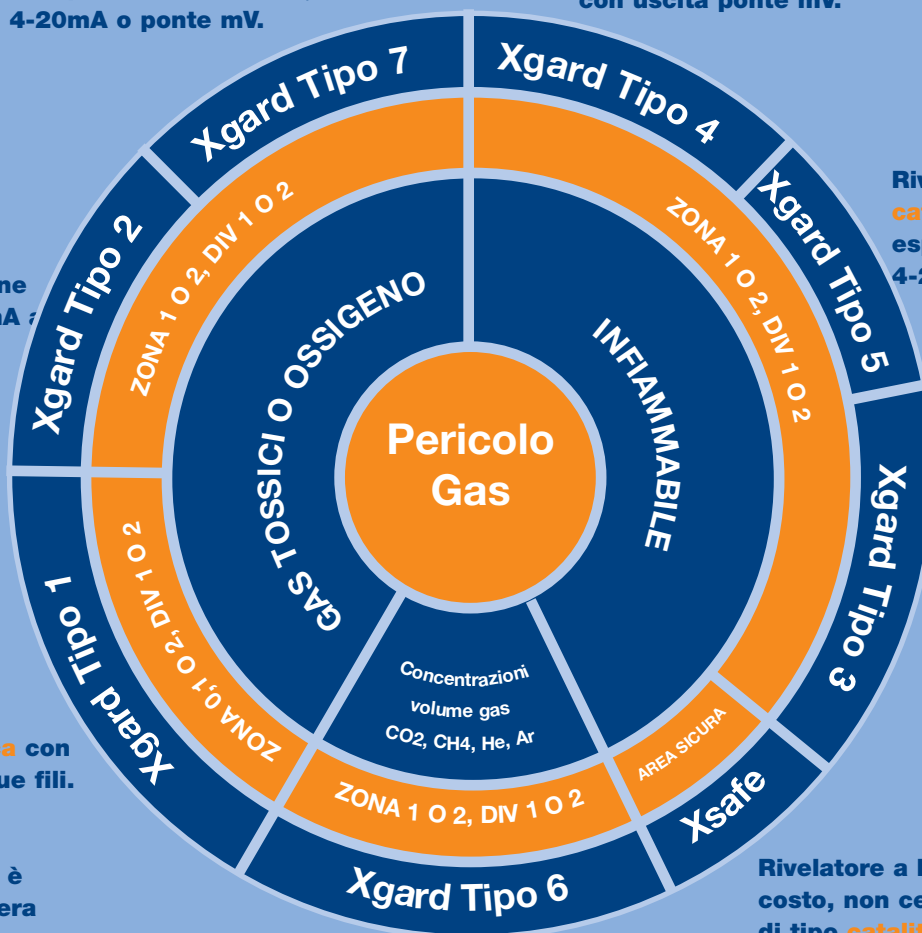 4-20mA o ponte mV.
con uscita ponte mV.
Xgard Tipo 7
Xgard Tipo 4
Xgard Tipo 2
Xgard Tipo 5
Xgard Tipo 1
Xgard Tipo 3
Xgard Tipo 6
Xsafe
ZONA 1 O 2, DIV 1 O 2
ZONA 1 O 2, DIV 1 O 2
ZONA 0,1 O 2, DIV 1 O 2
ZONA 1 O 2, DIV 1 O 2
AREA SICURA
GAS TOSSICI O OSSIGENO
INFIAMMABILE
Pericolo
Gas
Concentrazioni
volume gas
CO2, CH4, He, Ar
con
fili.
è
Rivelatore a
costo, non
di tipo